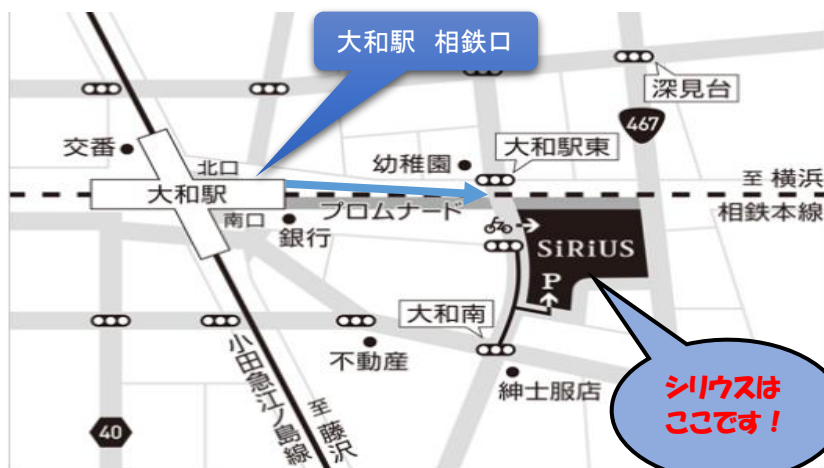 大和駅 相鉄口
深見台
467
交番
北口
幼稚園
大和駅東
至 横浜
大和駅
プロムナード
相鉄本線
南口
銀行
SiRiUS
P
大和南
不動産
紳士服店
小田急江ノ島線
至 藤沢
40
シリウスは
ここです!